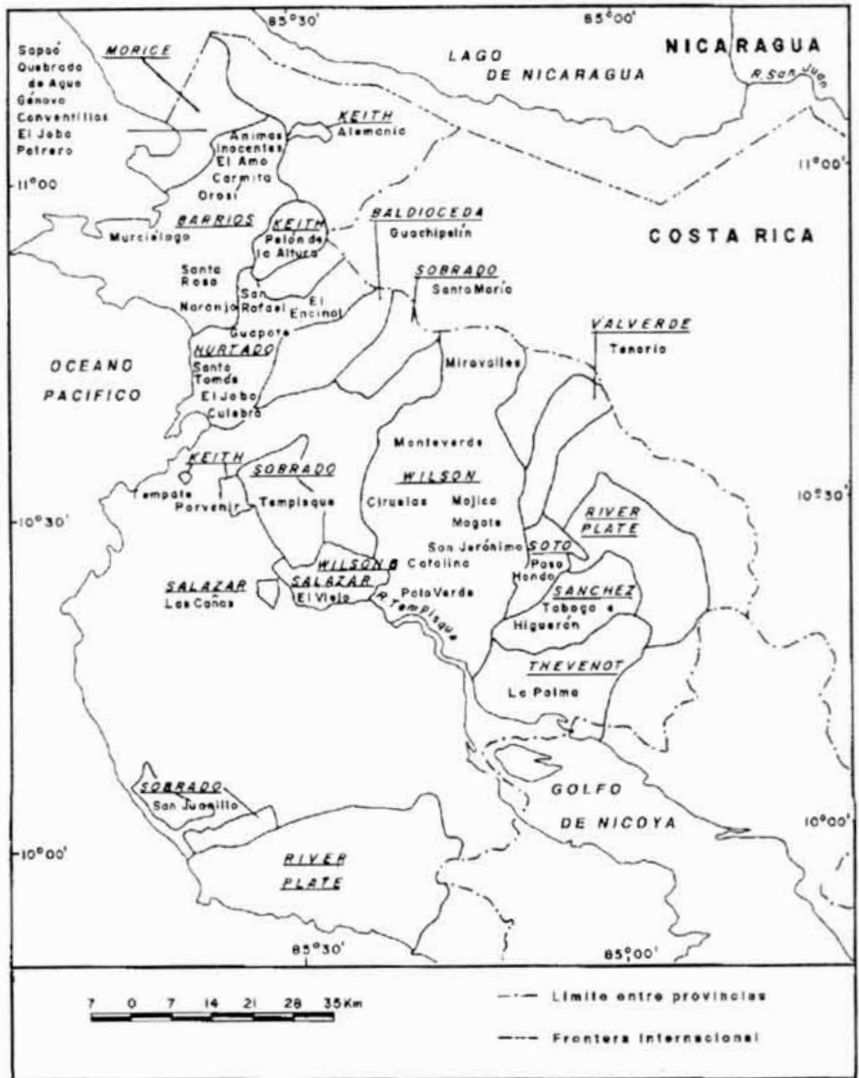 85°30'
85°00'
NICARAGUA
LAGO
DE NICARAGUA
R. San Juan
Sapoá
Quebrada
de Agua
Génova
Conventillos
El Jobo
Potrero
MORICE
KEITH
Alemania
Animas
Inocentes
El Amo
Carmita
Orosí
11°00
11°00
BARRIOS
Murciélago
KEITH
Pelón de
la Altura
BALDIOCEDA
Guachipelín
COSTA RICA
SOBRADO
Santa María
Santa
Rosa
Naranjo
San
Rafael
El
Encinal
Guapote
VALVERDE
Tenorio
HURTADO
Santo
Tomás
El Jobo
Culebra
OCEANO
PACIFICO
Miravalles
Monteverde
KEITH
Tempate
Porvenir
SOBRADO
Tempisque
WILSON
Ciruelas
Mojica
Mogote
10°30'
10°30
RIVER
PLATE
San Jerónimo
SOTO
Paso
Hondo
WILSON B
Catalina
SALAZAR
Las Cañas
SALAZAR
El Viejo
Palo Verde
R. Tempisque
SANCHEZ
Taboga e
Higuerón
THEVENOT
La Palma
SOBRADO
San Juanillo
GOLFO
DE NICOYA
10°00'
10°00'
RIVER
PLATE
85°30'
85°00'
7 0 7 14 21 28 35 Km
Límite entre provincias
Frontera Internacional